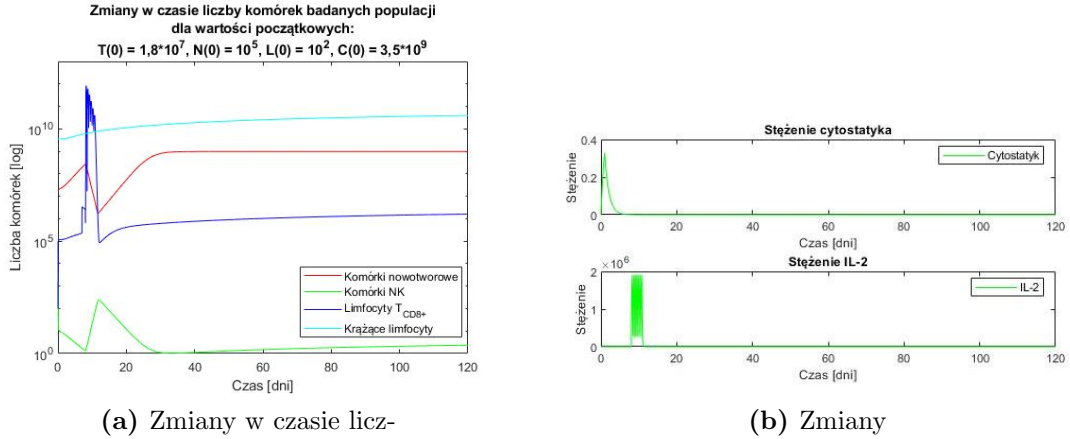 Zmiany w czasie liczby komórek badanych populacji
dla wartości początkowych:
T(0) = 1,8*10^7, N(0) = 10^5, L(0) = 10^2, C(0) = 3,5*10^9
Liczba komórek [log]
10^10
10^5
10^0
0 20 40 60 80 100 120
Czas [dni]
Komórki nowotworowe
Komórki NK
Limfocyty T_CD8+
Krążące limfocyty
(a) Zmiany w czasie licz-
Stężenie cytostatyka
Stężenie
0.4
0.2
0
0 20 40 60 80 100 120
Czas [dni]
Cytostatyk
Stężenie IL-2
× 10^6
Stężenie
2
1
0
0 20 40 60 80 100 120
Czas [dni]
IL-2
(b) Zmiany